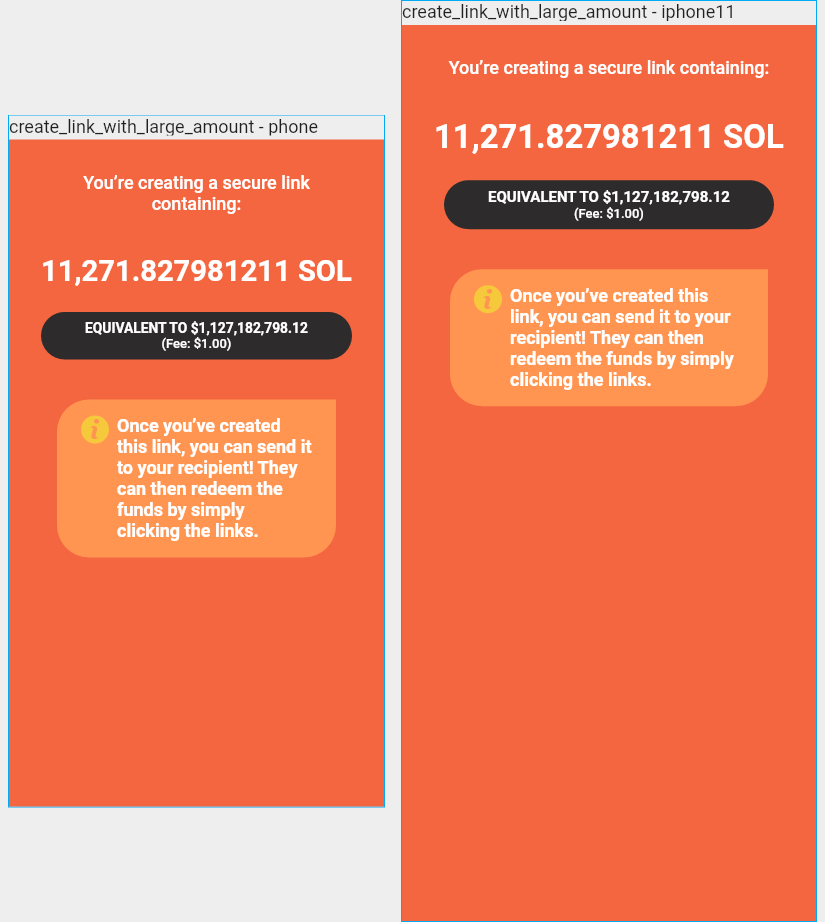 create_link_with_large_amount - phone
You’re creating a secure link
containing:
11,271.827981211 SOL
EQUIVALENT TO $1,127,182,798.12
(Fee: $1.00)
i
Once you’ve created
this link, you can send it
to your recipient! They
can then redeem the
funds by simply
clicking the links.
create_link_with_large_amount - iphone11
You’re creating a secure link containing:
11,271.827981211 SOL
EQUIVALENT TO $1,127,182,798.12
(Fee: $1.00)
i
Once you’ve created this
link, you can send it to your
recipient! They can then
redeem the funds by simply
clicking the links.